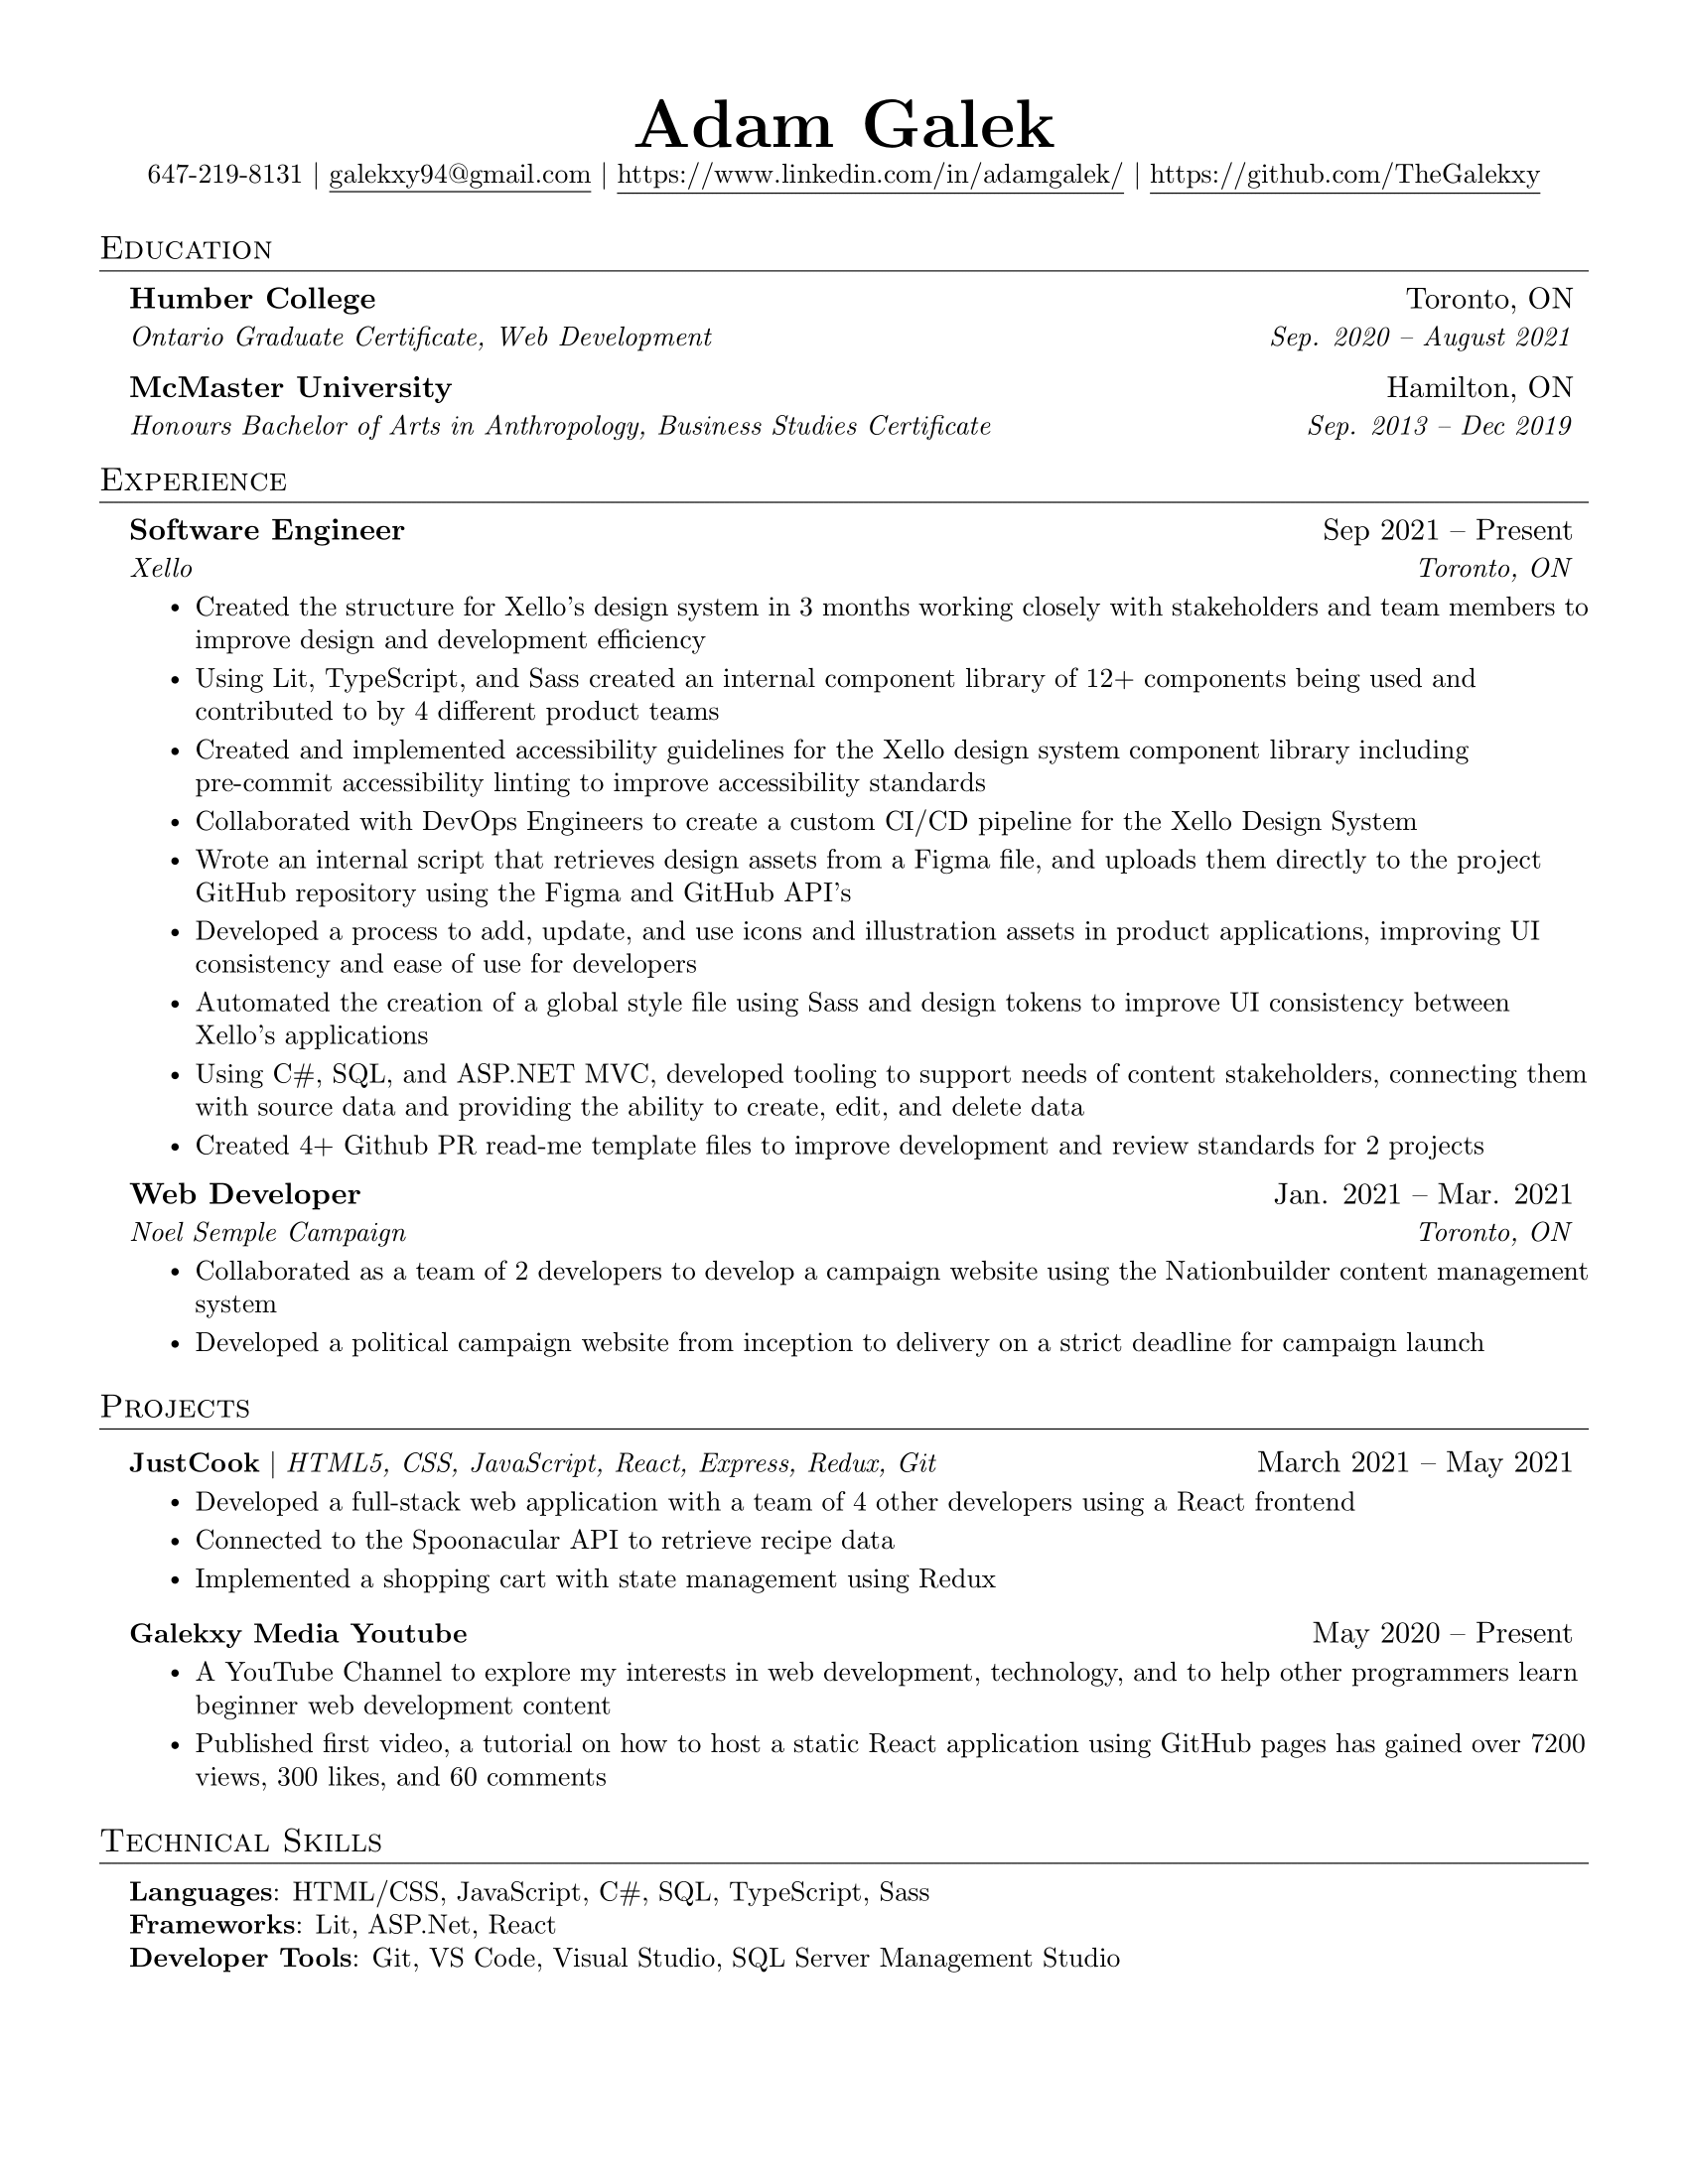 Adam Galek
647-219-8131 | galekxy94@gmail.com | https://www.linkedin.com/in/adamgalek/ | https://github.com/TheGalekxy
Education
Humber College Toronto, ON
Ontario Graduate Certificate, Web Development Sep. 2020 – August 2021
McMaster University Hamilton, ON
Honours Bachelor of Arts in Anthropology, Business Studies Certificate Sep. 2013 – Dec 2019
Experience
Software Engineer Sep 2021 – Present
Xello Toronto, ON
• Created the structure for Xello's design system in 3 months working closely with stakeholders and team members to
improve design and development efficiency
• Using Lit, TypeScript, and Sass created an internal component library of 12+ components being used and
contributed to by 4 different product teams
• Created and implemented accessibility guidelines for the Xello design system component library including
pre-commit accessibility linting to improve accessibility standards
• Collaborated with DevOps Engineers to create a custom CI/CD pipeline for the Xello Design System
• Wrote an internal script that retrieves design assets from a Figma file, and uploads them directly to the project
GitHub repository using the Figma and GitHub API's
• Developed a process to add, update, and use icons and illustration assets in product applications, improving UI
consistency and ease of use for developers
• Automated the creation of a global style file using Sass and design tokens to improve UI consistency between
Xello's applications
• Using C#, SQL, and ASP.NET MVC, developed tooling to support needs of content stakeholders, connecting them
with source data and providing the ability to create, edit, and delete data
• Created 4+ Github PR read-me template files to improve development and review standards for 2 projects
Web Developer Jan. 2021 – Mar. 2021
Noel Semple Campaign Toronto, ON
• Collaborated as a team of 2 developers to develop a campaign website using the Nationbuilder content management
system
• Developed a political campaign website from inception to delivery on a strict deadline for campaign launch
Projects
JustCook | HTML5, CSS, JavaScript, React, Express, Redux, Git March 2021 – May 2021
• Developed a full-stack web application with a team of 4 other developers using a React frontend
• Connected to the Spoonacular API to retrieve recipe data
• Implemented a shopping cart with state management using Redux
Galekxy Media Youtube May 2020 – Present
• A YouTube Channel to explore my interests in web development, technology, and to help other programmers learn
beginner web development content
• Published first video, a tutorial on how to host a static React application using GitHub pages has gained over 7200
views, 300 likes, and 60 comments
Technical Skills
Languages: HTML/CSS, JavaScript, C#, SQL, TypeScript, Sass
Frameworks: Lit, ASP.Net, React
Developer Tools: Git, VS Code, Visual Studio, SQL Server Management Studio